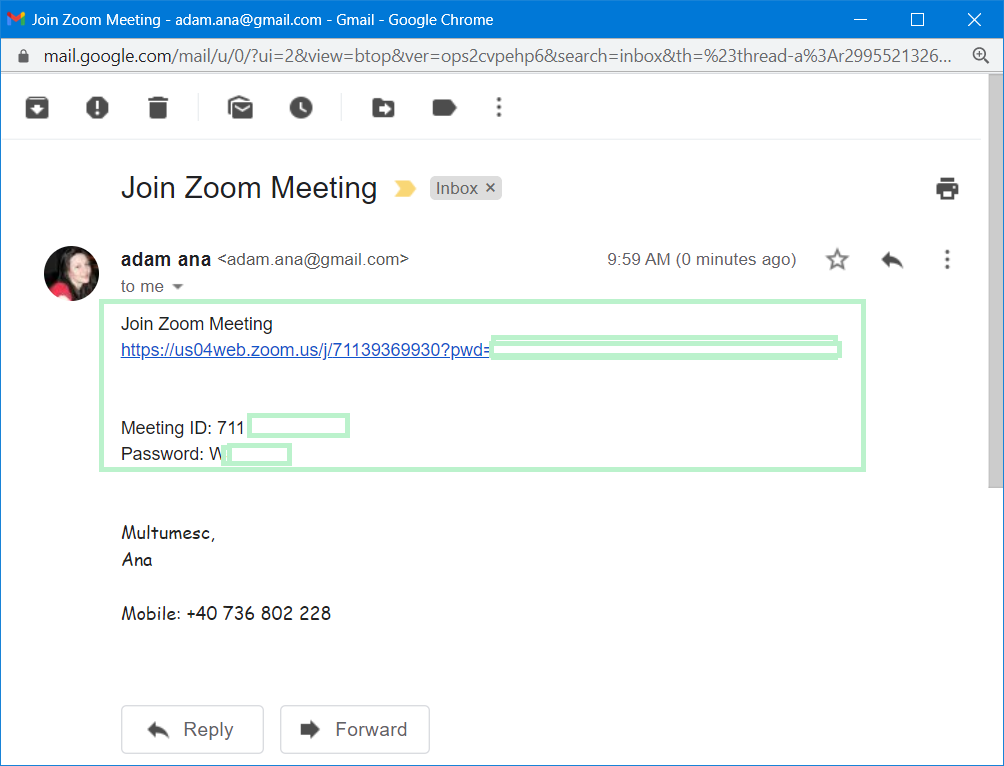 Join Zoom Meeting - adam.ana@gmail.com - Gmail - Google Chrome
mail.google.com/mail/u/0/?ui=2&view=btop&ver=ops2cvpehp6&search=inbox&th=%23thread-a%3Ar2995521326...
Join Zoom Meeting Inbox ×
adam ana <adam.ana@gmail.com> 9:59 AM (0 minutes ago)
to me
Join Zoom Meeting
https://us04web.zoom.us/j/71139369930?pwd=
Meeting ID: 711
Password: W
Multumesc,
Ana
Mobile: +40 736 802 228
Reply Forward